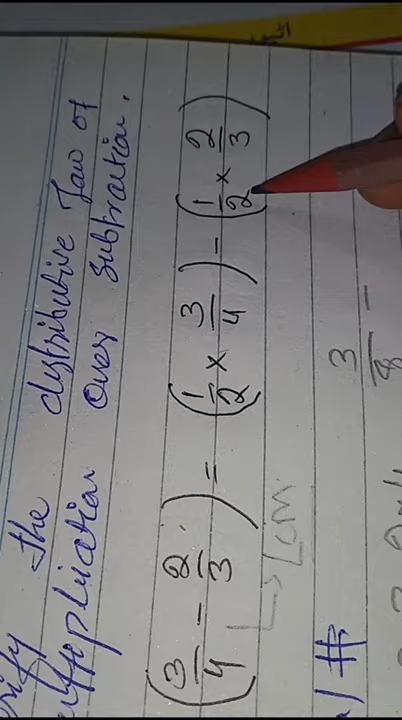 the distributive law of
over subtraction.
(3/4 - 2/3) = (1/2 × 3/4) - (1/2 × 2/3)
↳ LCM
3/8 -